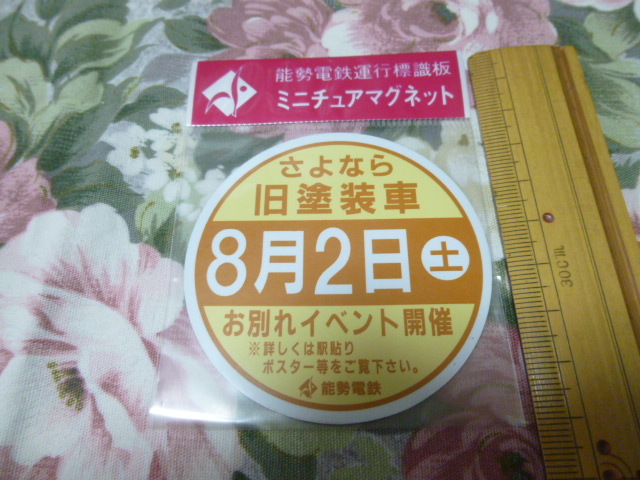 能勢電鉄運行標識板
ミニチュアマグネット
さよなら
旧塗装車
8月2日土
お別れイベント開催
※詳しくは駅貼り
ポスター等をご覧下さい。
能勢電鉄
30cm